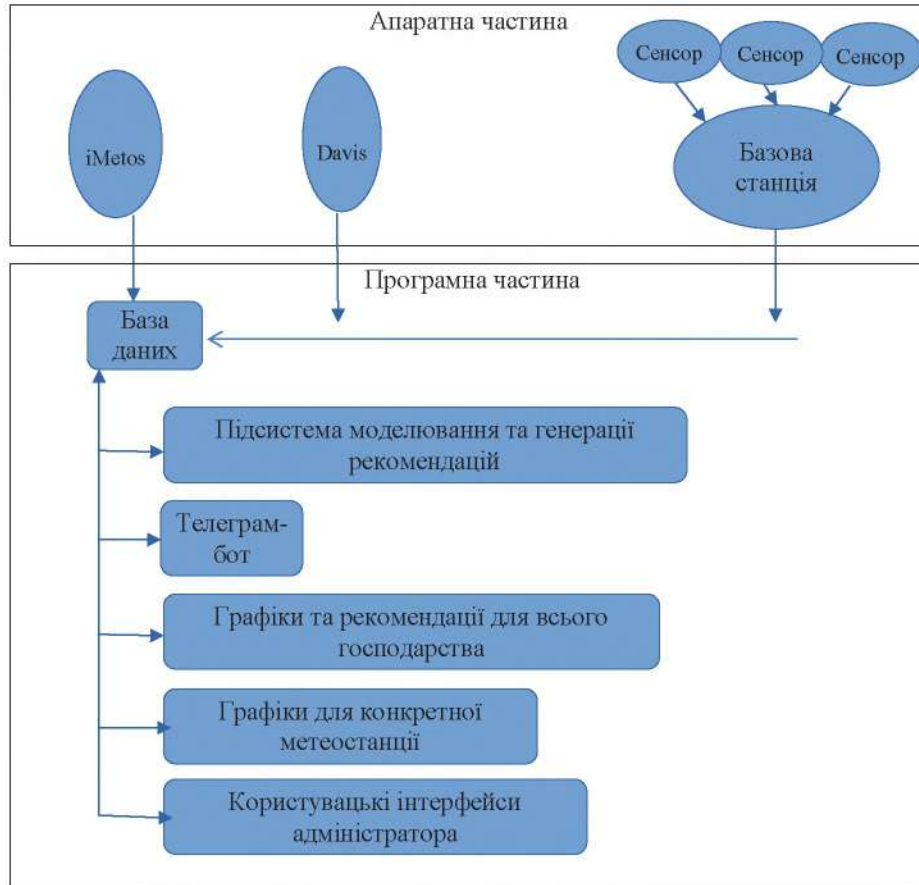 Апаратна частина
Сенсор
Сенсор
Сенсор
iMetos
Davis
Базова
станція
Програмна частина
База
даних
Підсистема моделювання та генерації
рекомендацій
Телеграм-
бот
Графіки та рекомендації для всього
господарства
Графіки для конкретної
метеостанції
Користувацькі інтерфейси
адміністратора